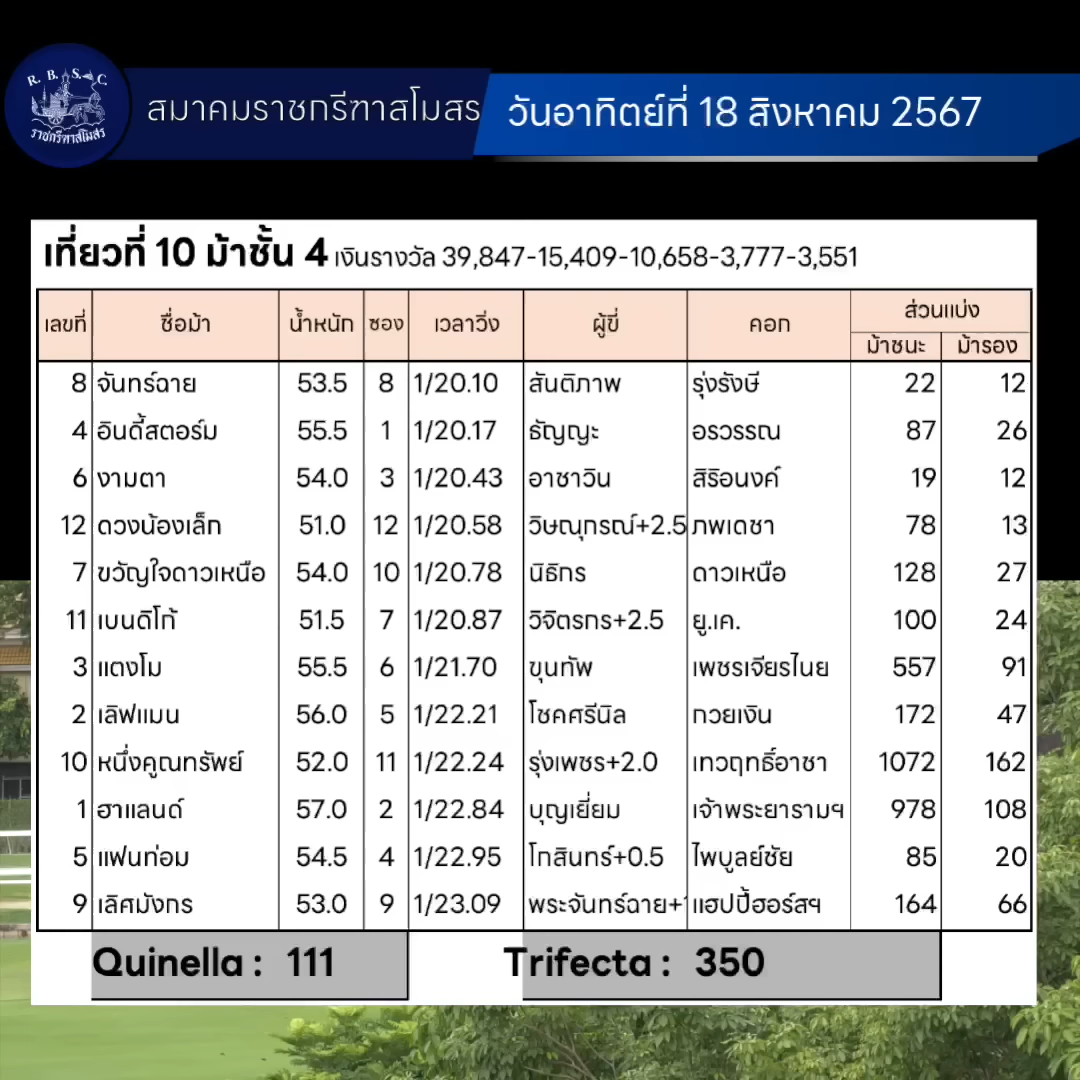 R. B. S. C.
ราชกรีฑาสโมสร
สมาคมราชกรีฑาสโมสร วันอาทิตย์ที่ 18 สิงหาคม 2567
เที่ยวที่ 10 ม้าชั้น 4 เงินรางวัล 39,847-15,409-10,658-3,777-3,551
เลขที่ ชื่อม้า น้ำหนัก ซอง เวลาวิ่ง ผู้ขี่ คอก ส่วนแบ่ง
ม้าชนะ ม้ารอง
8 จันทร์ฉาย 53.5 8 1/20.10 สันติภาพ รุ่งรังษี 22 12
4 อินดี้สตอร์ม 55.5 1 1/20.17 ธัญญะ อรวรรณ 87 26
6 งามตา 54.0 3 1/20.43 อาชาวิน สิริอนงค์ 19 12
12 ดวงน้องเล็ก 51.0 12 1/20.58 วิษณุกรณ์+2.5 ภพเดชา 78 13
7 ขวัญใจดาวเหนือ 54.0 10 1/20.78 นิธิกร ดาวเหนือ 128 27
11 เบนดิโก้ 51.5 7 1/20.87 วิจิตรกร+2.5 ยู.เค. 100 24
3 แตงโม 55.5 6 1/21.70 ขุนทัพ เพชรเจียรไนย 557 91
2 เลิฟแมน 56.0 5 1/22.21 โชคศรีนิล กวยเงิน 172 47
10 หนึ่งคูณทรัพย์ 52.0 11 1/22.24 รุ่งเพชร+2.0 เทวฤทธิ์อาชา 1072 162
1 ฮาแลนด์ 57.0 2 1/22.84 บุญเยี่ยม เจ้าพระยารามฯ 978 108
5 แฟนท่อม 54.5 4 1/22.95 โกสินทร์+0.5 ไพบูลย์ชัย 85 20
9 เลิศมังกร 53.0 9 1/23.09 พระจันทร์ฉาย+1 แฮปปี้ฮอร์สฯ 164 66
Quinella : 111 Trifecta : 350